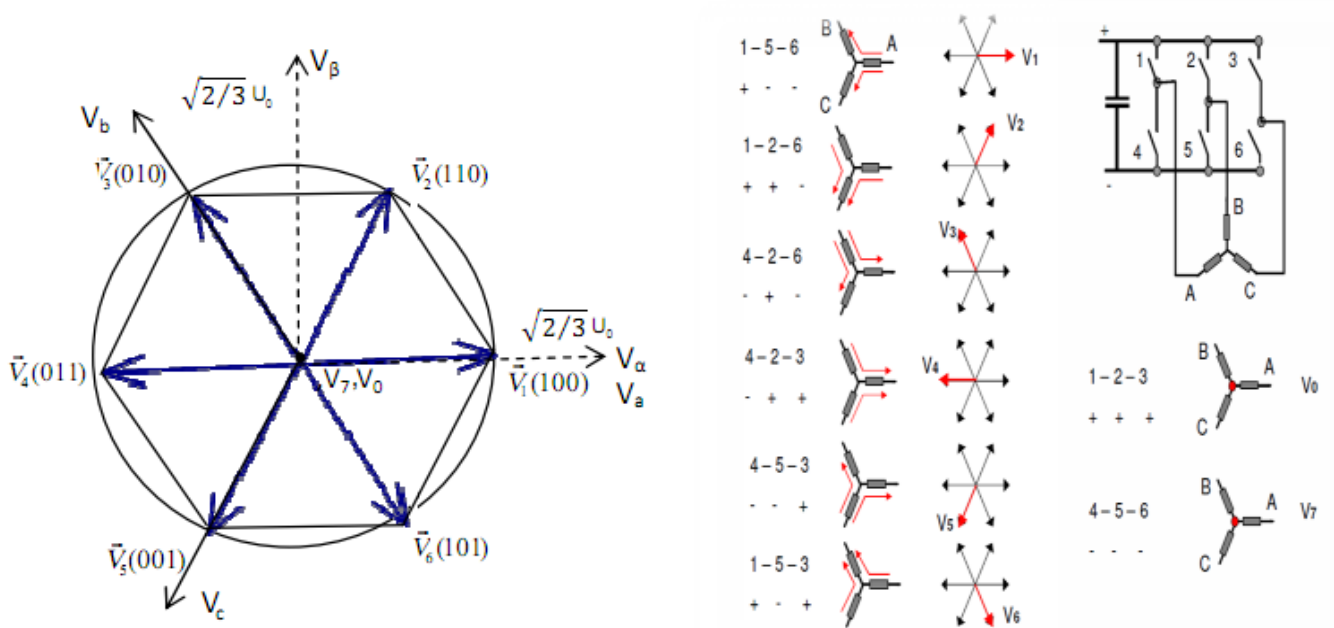 V_β
√2/3 U₀
V_b
V⃗₃(010)
V⃗₂(110)
√2/3 U₀
V⃗₄(011)
V₇,V₀
V⃗₁(100)
V_α
V_a
V⃗₅(001)
V⃗₆(101)
V_c
1-5-6
+ - -
B
A
C
V₁
1-2-6
+ + -
V₂
4-2-6
- + -
V₃
4-2-3
- + +
V₄
4-5-3
- - +
V₅
1-5-3
+ - +
V₆
+
1
2
3
4
5
6
-
B
A
C
1-2-3
+ + +
B
A
C
V₀
4-5-6
- - -
B
A
C
V₇